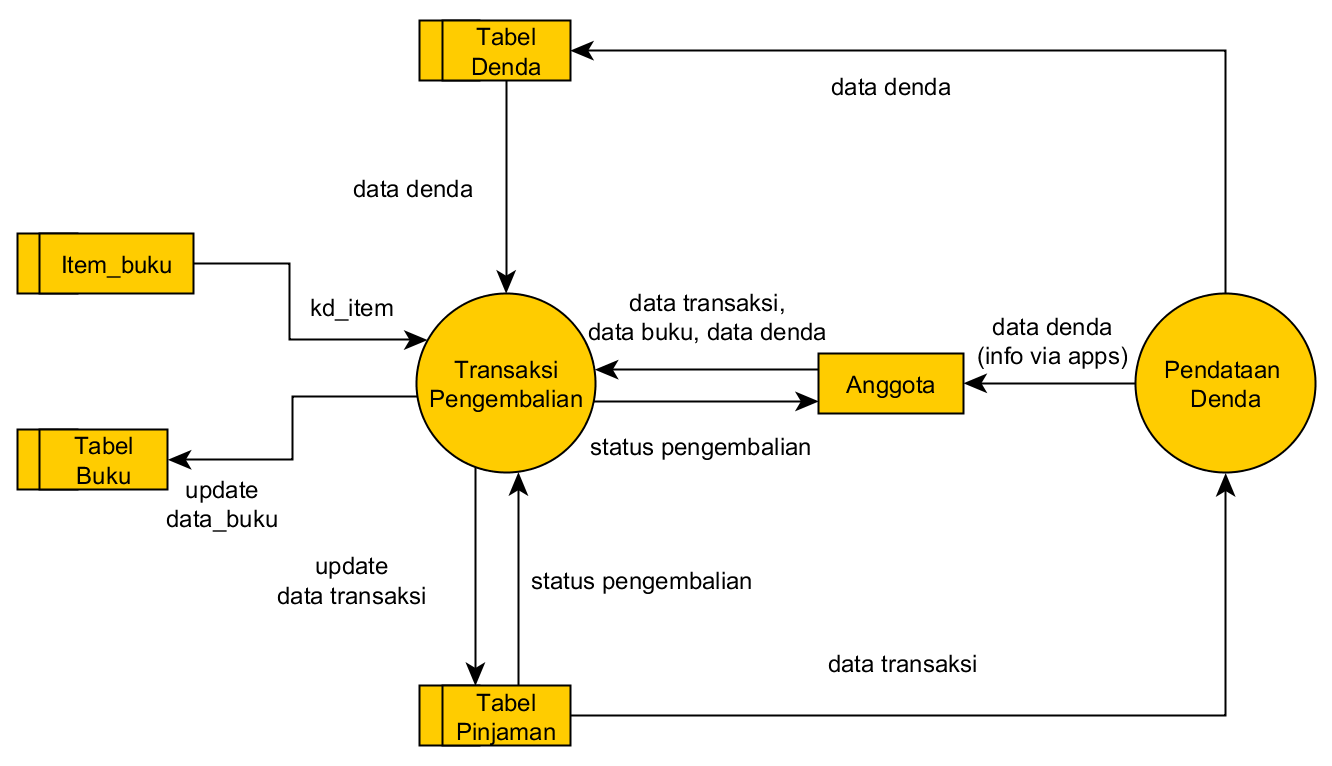 Tabel
Denda
data denda
data denda
Item_buku
kd_item
data transaksi,
data buku, data denda
data denda
(info via apps)
Transaksi
Pengembalian
Anggota
Pendataan
Denda
status pengembalian
Tabel
Buku
update
data_buku
update
data transaksi
status pengembalian
data transaksi
Tabel
Pinjaman